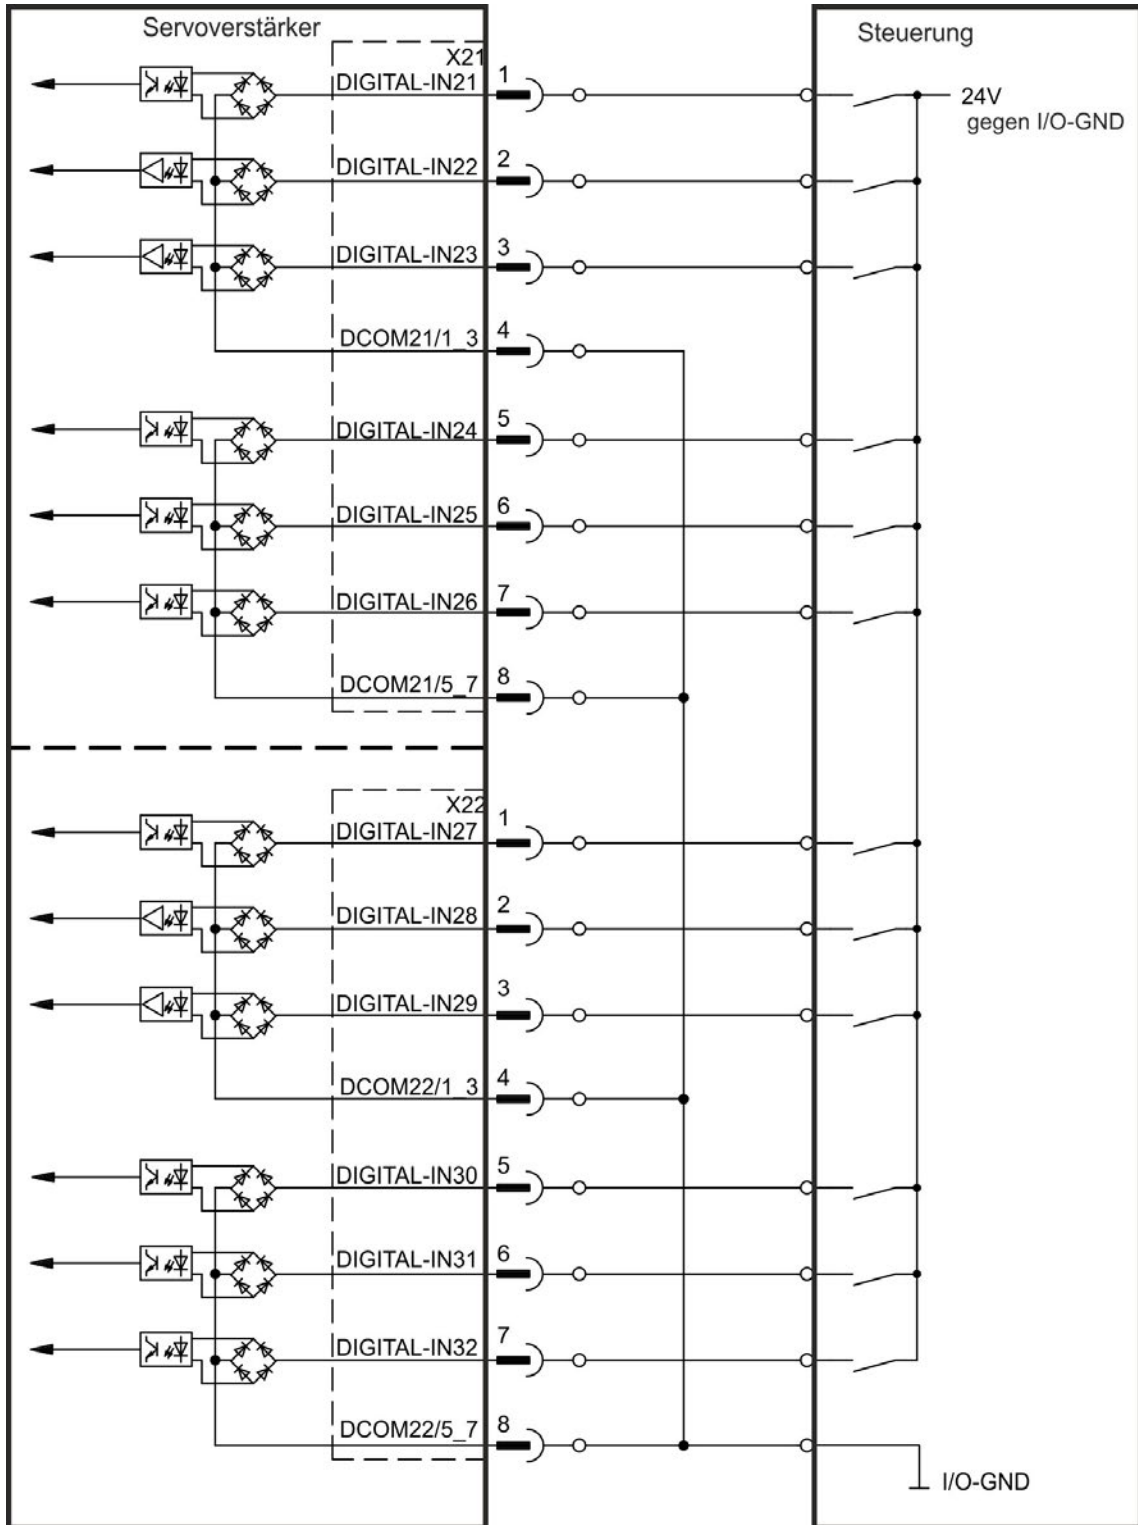 Servoverstärker
Steuerung
X21
DIGITAL-IN21 1
24V
gegen I/O-GND
DIGITAL-IN22 2
DIGITAL-IN23 3
DCOM21/1_3 4
DIGITAL-IN24 5
DIGITAL-IN25 6
DIGITAL-IN26 7
DCOM21/5_7 8
X22
DIGITAL-IN27 1
DIGITAL-IN28 2
DIGITAL-IN29 3
DCOM22/1_3 4
DIGITAL-IN30 5
DIGITAL-IN31 6
DIGITAL-IN32 7
DCOM22/5_7 8
I/O-GND